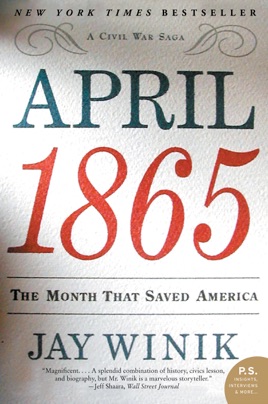 NEW YORK TIMES BESTSELLER
A CIVIL WAR SAGA
APRIL
1865
THE MONTH THAT SAVED AMERICA
JAY WINIK
"Magnificent. . . . A splendid combination of history, civics lesson,
and biography, but Mr. Winik is a marvelous storyteller."
—Jeff Shaara, Wall Street Journal
P.S.
INSIGHTS,
INTERVIEWS
& MORE...